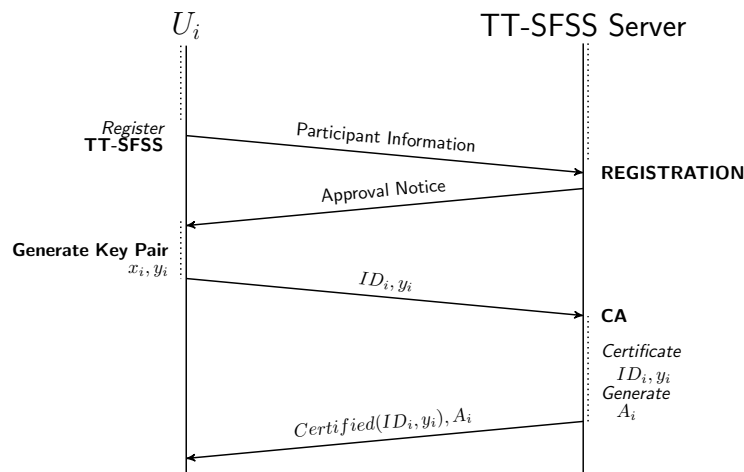 U_i
TT-SFSS Server
Register
TT-SFSS
Participant Information
REGISTRATION
Approval Notice
Generate Key Pair
x_i, y_i
ID_i, y_i
CA
Certificate
ID_i, y_i
Generate
A_i
Certified(ID_i, y_i), A_i